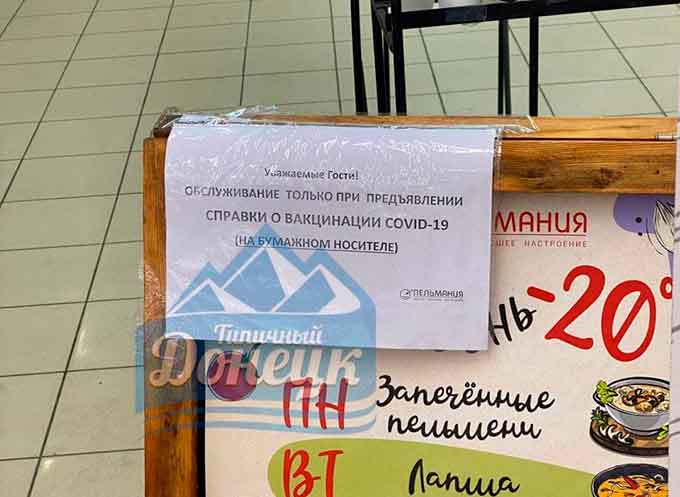 Уважаемые Гости!
ОБСЛУЖИВАНИЕ ТОЛЬКО ПРИ ПРЕДЪЯВЛЕНИИ
СПРАВКИ О ВАКЦИНАЦИИ COVID-19
(НА БУМАЖНОМ НОСИТЕЛЕ)
ПЕЛЬМАНИЯ
МАНИЯ
НАСТРОЕНИЕ
-20
Типичный
Донецк
ПН Запечённые
пельмени
ВТ Лапша